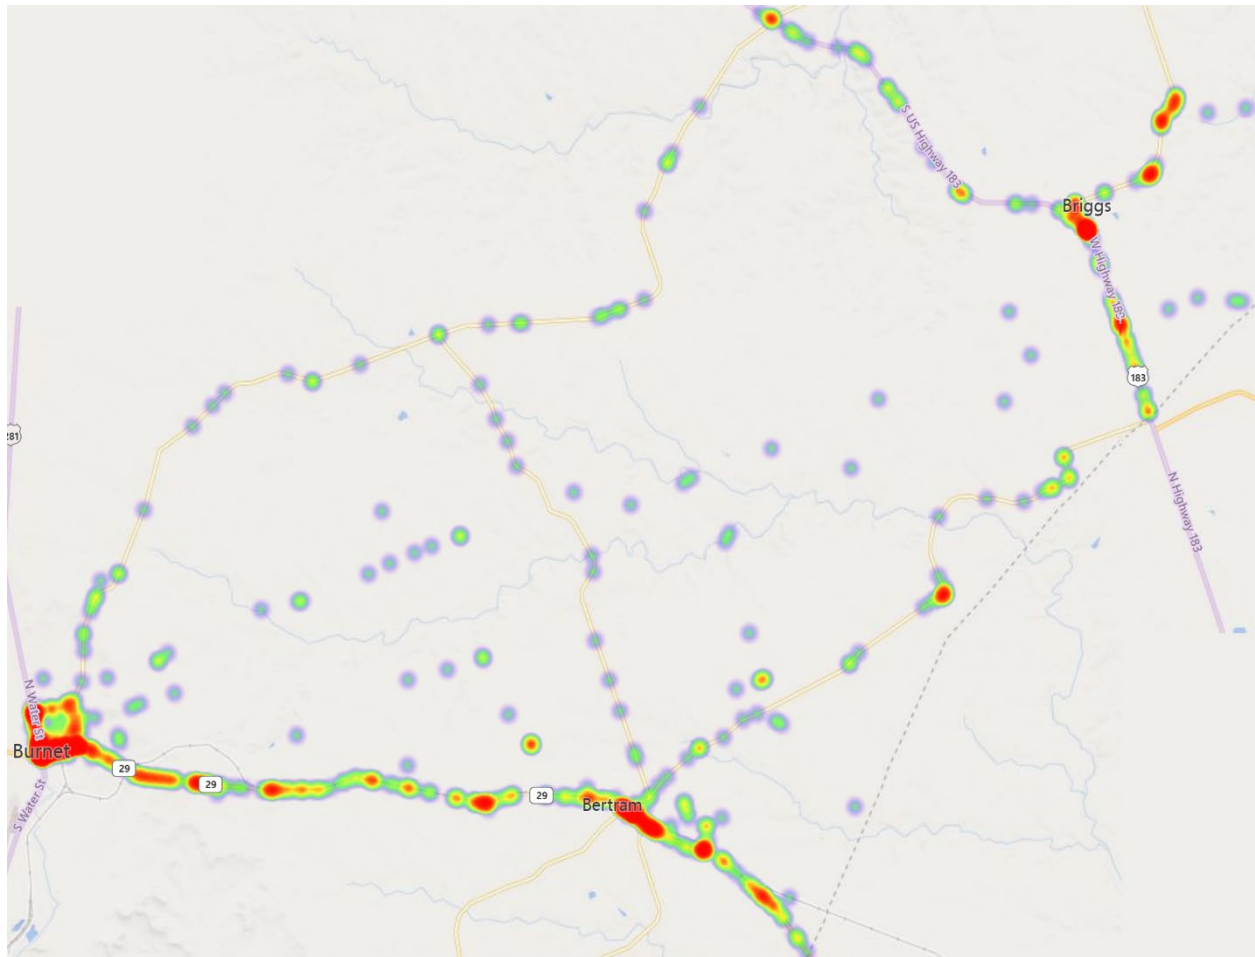 S US Highway 183
Briggs
W Highway 183
183
281
N Highway 183
N Water St
Burnet
29
29
29
Bertram
S Water St